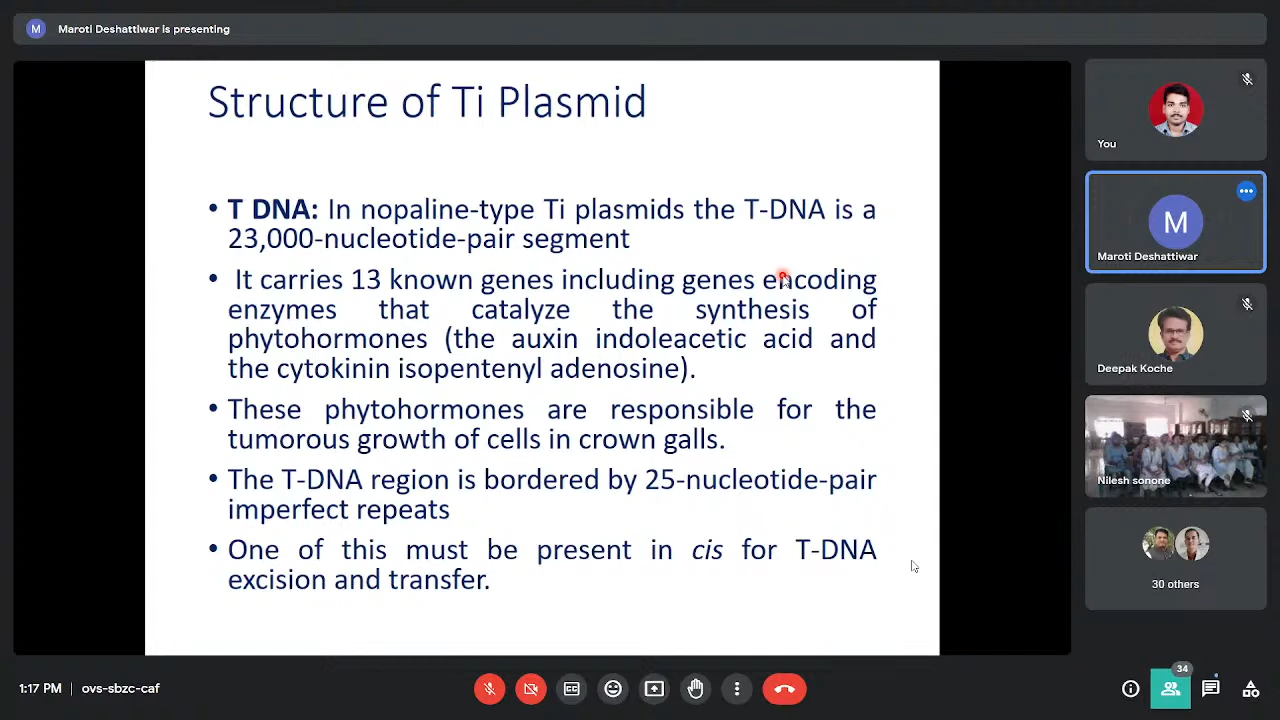 M Maroti Deshattiwar is presenting
Structure of Ti Plasmid
• T DNA: In nopaline-type Ti plasmids the T-DNA is a
23,000-nucleotide-pair segment
• It carries 13 known genes including genes encoding
enzymes that catalyze the synthesis of
phytohormones (the auxin indoleacetic acid and
the cytokinin isopentenyl adenosine).
• These phytohormones are responsible for the
tumorous growth of cells in crown galls.
• The T-DNA region is bordered by 25-nucleotide-pair
imperfect repeats
• One of this must be present in cis for T-DNA
excision and transfer.
You
M
Maroti Deshattiwar
Deepak Koche
Nilesh sonone
30 others
1:17 PM | ovs-sbzc-caf
34